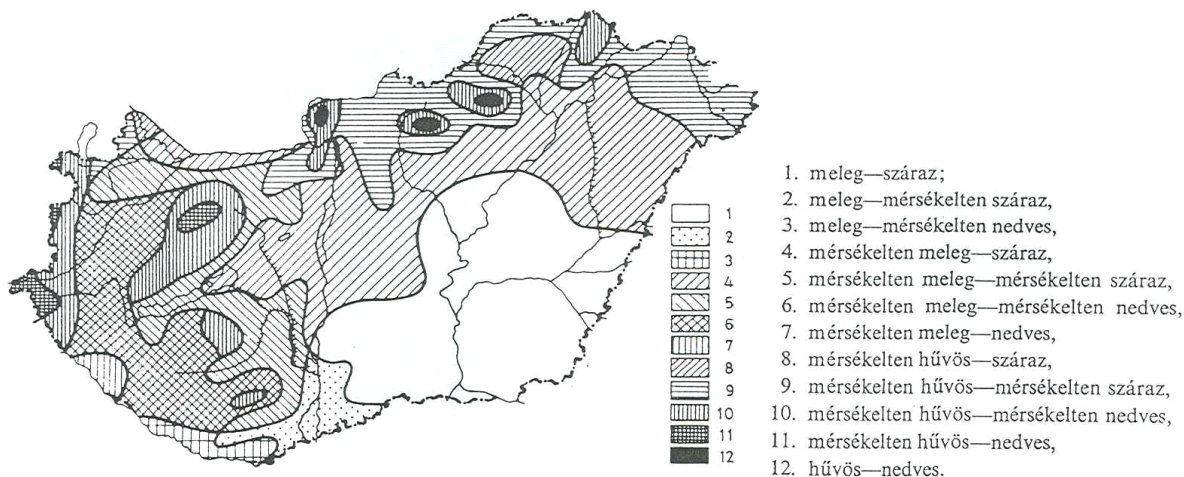 1
2
3
4
5
6
7
8
9
10
11
12
1. meleg—száraz;
2. meleg—mérsékelten száraz,
3. meleg—mérsékelten nedves,
4. mérsékelten meleg—száraz,
5. mérsékelten meleg—mérsékelten száraz,
6. mérsékelten meleg—mérsékelten nedves,
7. mérsékelten meleg—nedves,
8. mérsékelten hűvös—száraz,
9. mérsékelten hűvös—mérsékelten száraz,
10. mérsékelten hűvös—mérsékelten nedves,
11. mérsékelten hűvös—nedves,
12. hűvös—nedves.